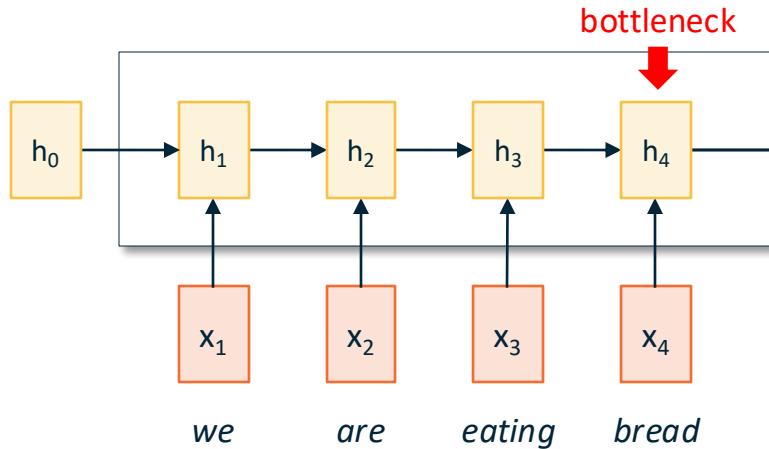 bottleneck
h₀ h₁ h₂ h₃ h₄
x₁ x₂ x₃ x₄
we are eating bread